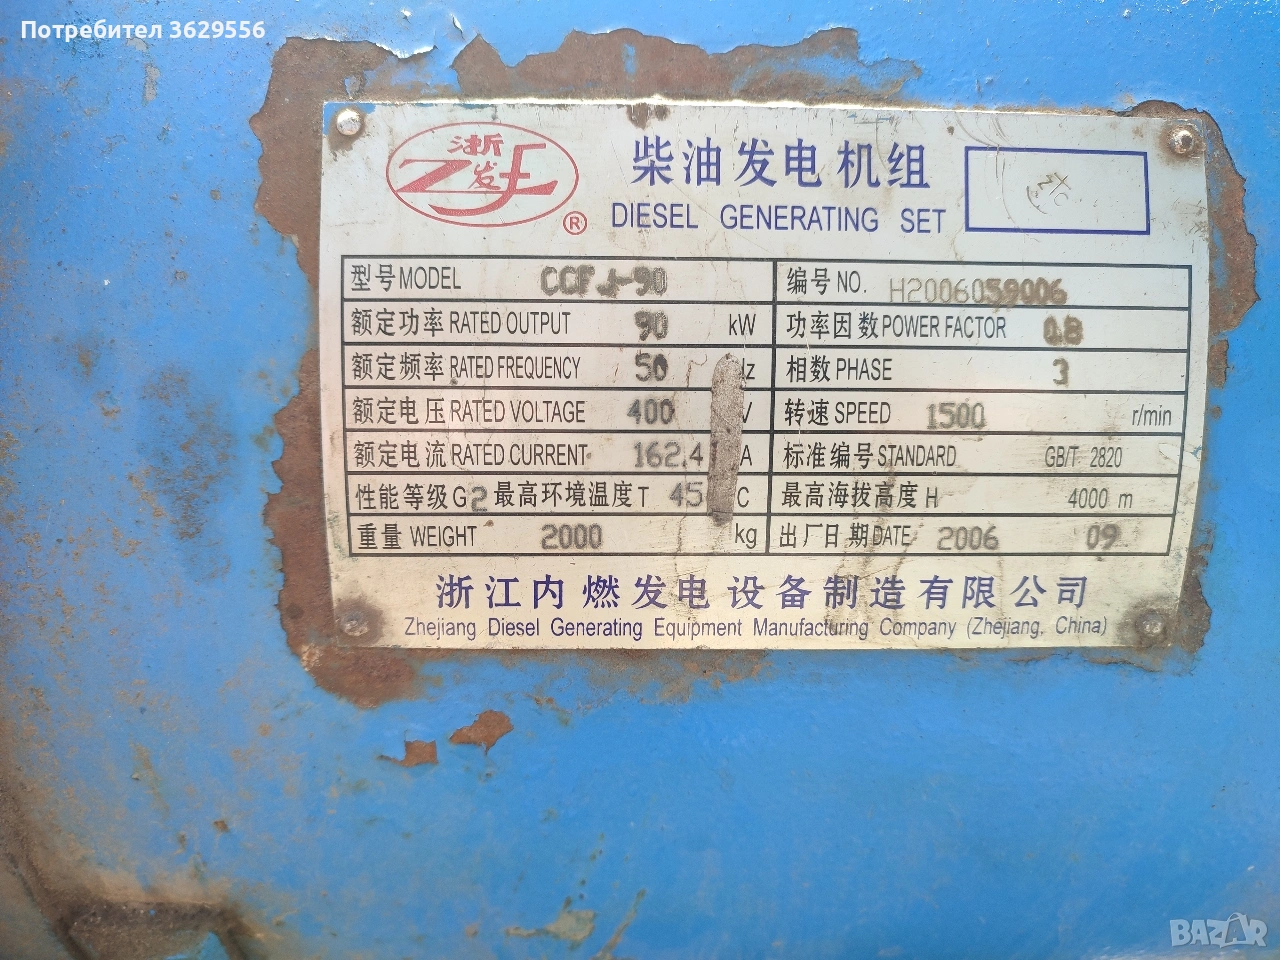 Потребител 3629556
浙发
ZF
®
柴油发电机组
DIESEL GENERATING SET
型号 MODEL CCFJ-90 编号 NO. H2006059006
额定功率 RATED OUTPUT 90 kW 功率因数 POWER FACTOR 0.8
额定频率 RATED FREQUENCY 50 Hz 相数 PHASE 3
额定电压 RATED VOLTAGE 400 V 转速 SPEED 1500 r/min
额定电流 RATED CURRENT 162.4 A 标准编号 STANDARD GB/T 2820
性能等级 G2 最高环境温度 T 45 C 最高海拔高度 H 4000 m
重量 WEIGHT 2000 kg 出厂日期 DATE 2006 09
浙江内燃发电设备制造有限公司
Zhejiang Diesel Generating Equipment Manufacturing Company (Zhejiang, China)
BAZAR